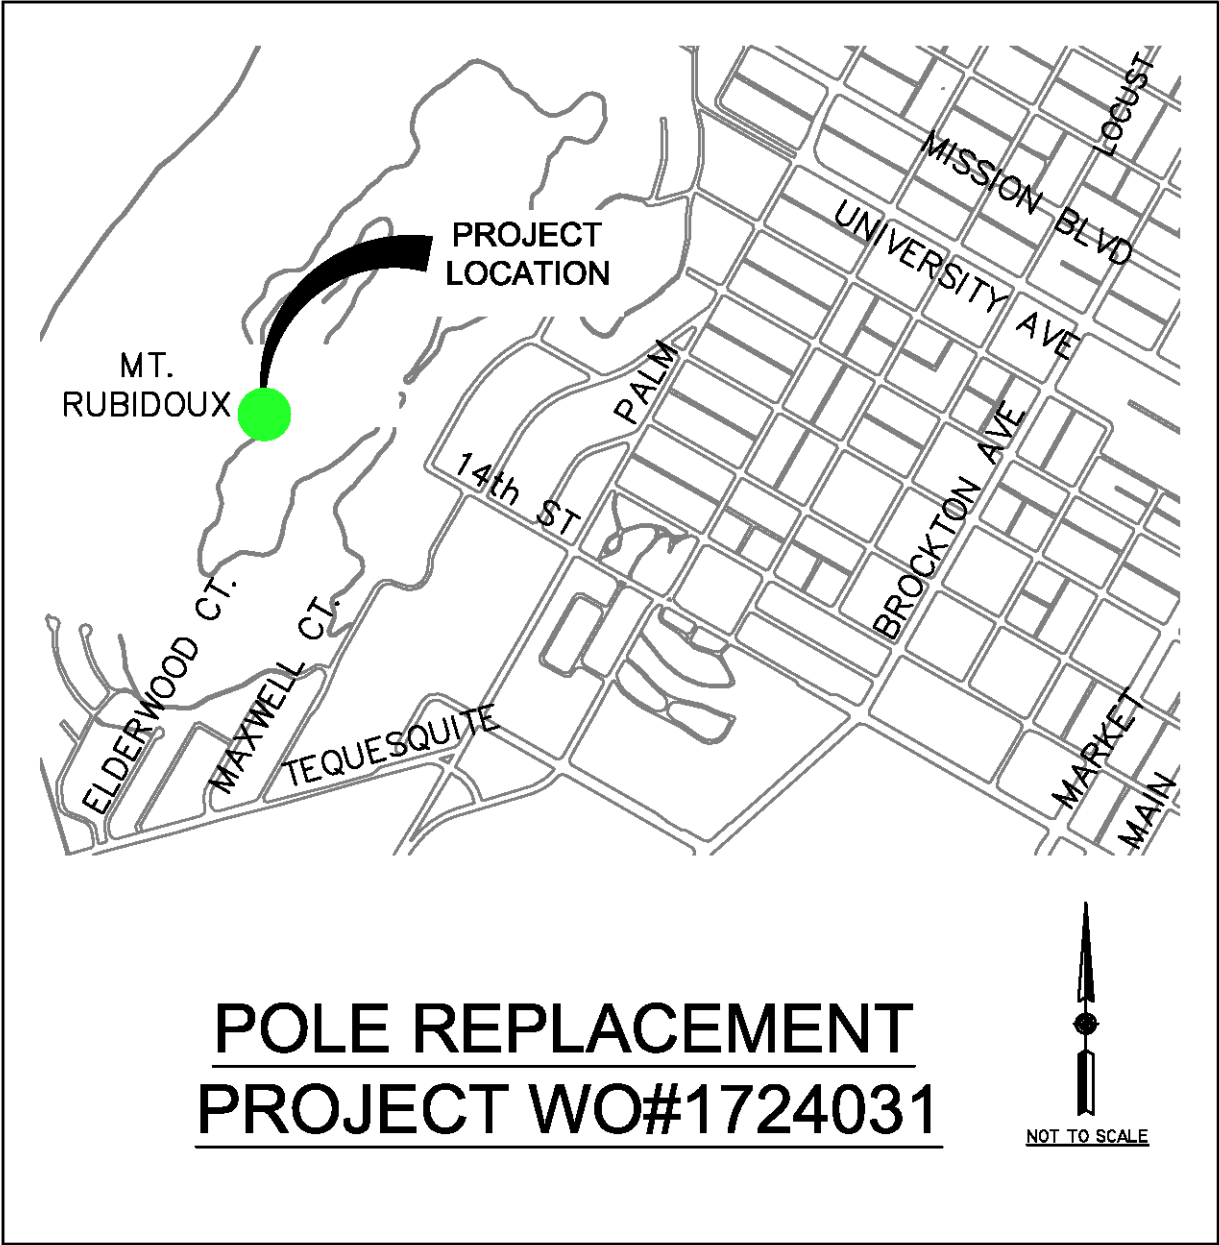 LOCUST
MISSION BLVD
UNIVERSITY AVE
PROJECT
LOCATION
MT.
RUBIDOUX
PALM
14th ST
BROCKTON AVE
ELDERWOOD CT.
MAXWELL CT.
TEQUESQUITE
MARKET
MAIN
POLE REPLACEMENT
PROJECT WO#1724031
NOT TO SCALE